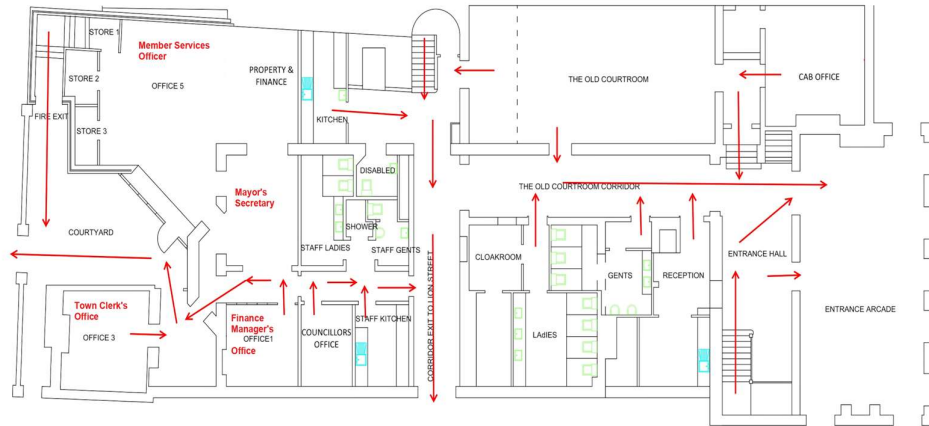 STORE 1
Member Services
Officer
STORE 2
OFFICE 5
PROPERTY &
FINANCE
THE OLD COURTROOM
CAB OFFICE
FIRE EXIT
STORE 3
KITCHEN
DISABLED
Mayor's
Secretary
THE OLD COURTROOM CORRIDOR
COURTYARD
SHOWER
STAFF LADIES
STAFF GENTS
CLOAKROOM
GENTS
RECEPTION
ENTRANCE HALL
Town Clerk's
Office
OFFICE 3
Finance
Manager's
OFFICE1
Office
COUNCILLORS
OFFICE
STAFF KITCHEN
CORRIDOR EXIT TO LION STREET
LAdIES
ENTRANCE ARCADE